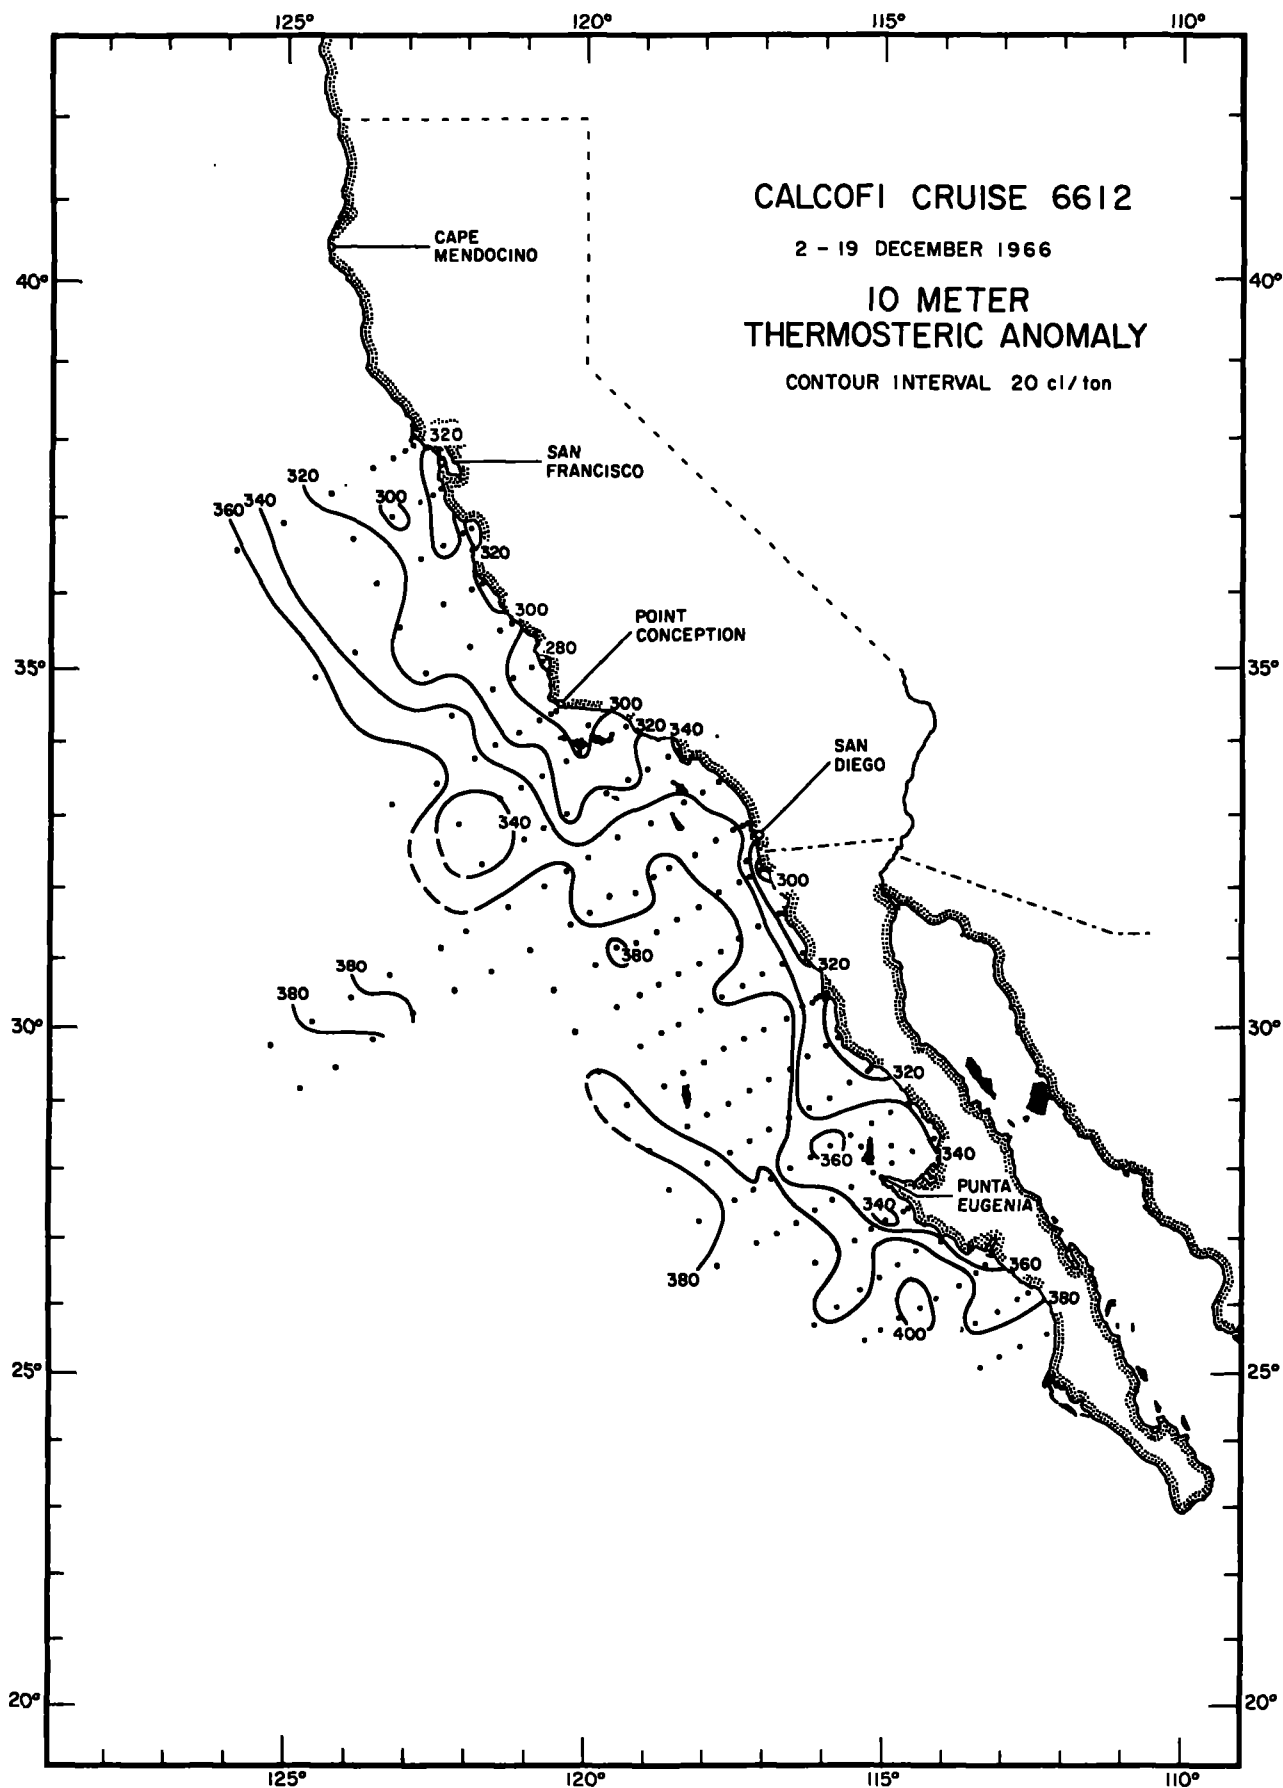 125° 120° 115° 110°
CALCOFI CRUISE 6612
2 – 19 DECEMBER 1966
10 METER
THERMOSTERIC ANOMALY
CONTOUR INTERVAL 20 cl/ton
CAPE
MENDOCINO
40° 40°
320
SAN
FRANCISCO
320
300
340
360
320
300
POINT
CONCEPTION
280
35° 35°
300
320
340
SAN
DIEGO
340
300
380
320
380
380
30° 30°
320
360
340
PUNTA
EUGENIA
340
360
380
380
400
25° 25°
20° 20°
125° 120° 115° 110°